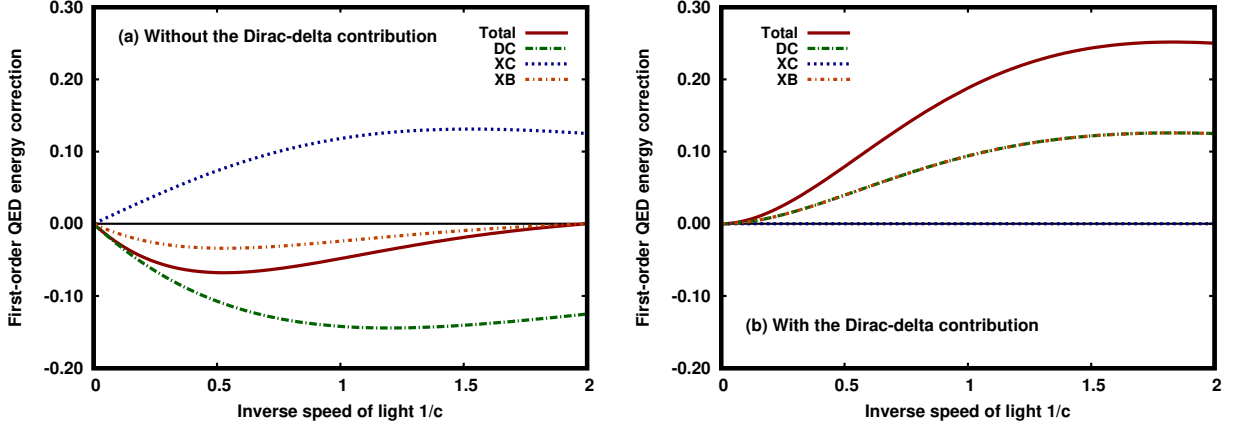 (a) Without the Dirac-delta contribution
Total
DC
XC
XB
0.30
0.20
0.10
0.00
-0.10
-0.20
First-order QED energy correction
0 0.5 1 1.5 2
Inverse speed of light 1/c
Total
DC
XC
XB
0.30
0.20
0.10
0.00
-0.10
-0.20
First-order QED energy correction
(b) With the Dirac-delta contribution
0 0.5 1 1.5 2
Inverse speed of light 1/c